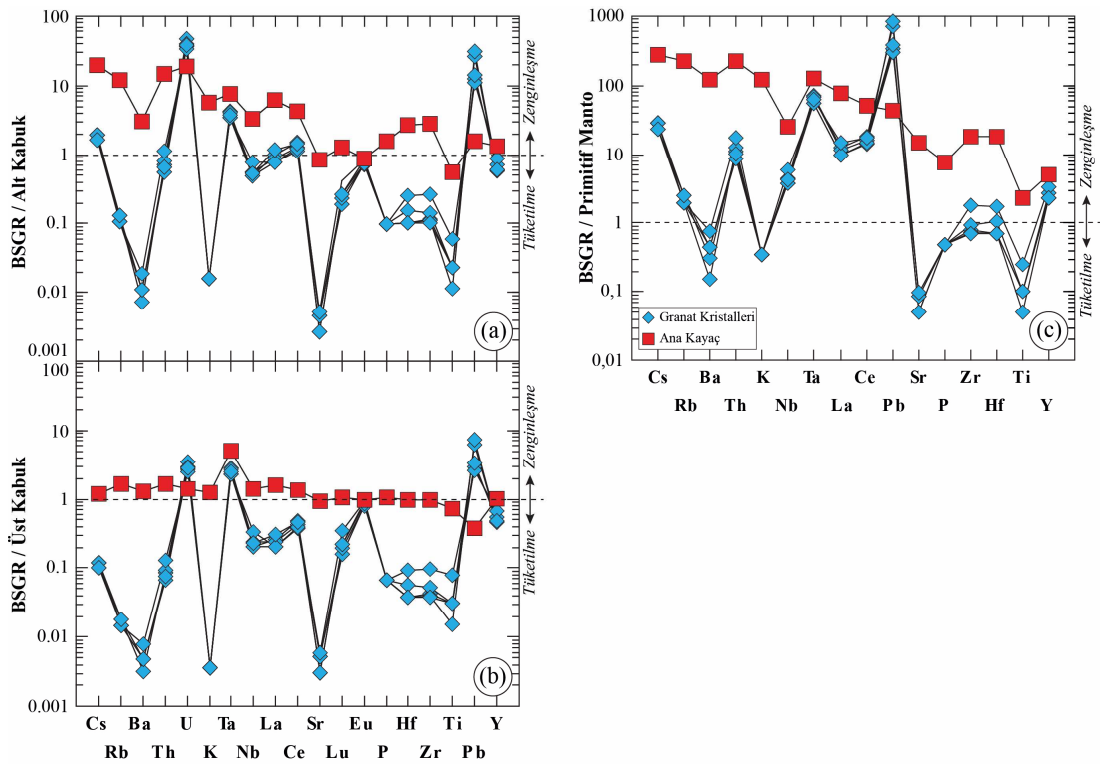 BSGR / Alt Kabuk
100
10
1
0.1
0.01
0.001
Zenginleşme
Tüketilme
(a)
BSGR / Üst Kabuk
100
10
1
0.1
0.01
0.001
Zenginleşme
Tüketilme
(b)
Cs Ba U Ta La Sr Eu Hf Ti Y
Rb Th K Nb Ce Lu P Zr Pb
BSGR / Primitif Manto
1000
100
10
1
0,1
0,01
Zenginleşme
Tüketilme
Granat Kristalleri
Ana Kayaç
(c)
Cs Ba K Ta Ce Sr Zr Ti
Rb Th Nb La Pb P Hf Y